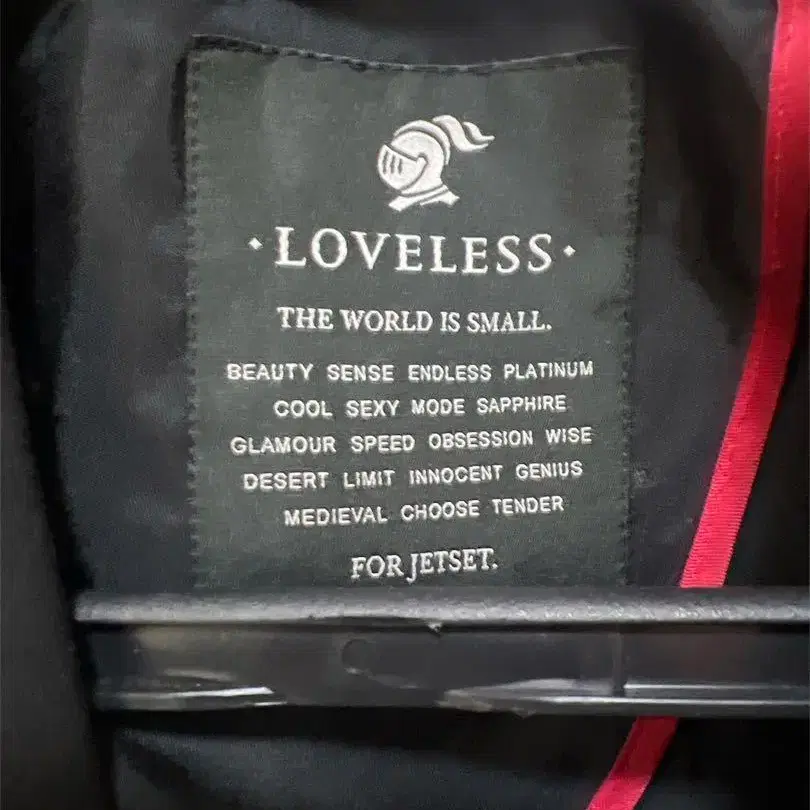 ·LOVELESS·
THE WORLD IS SMALL.
BEAUTY SENSE ENDLESS PLATINUM
COOL SEXY MODE SAPPHIRE
GLAMOUR SPEED OBSESSION WISE
DESERT LIMIT INNOCENT GENIUS
MEDIEVAL CHOOSE TENDER
FOR JETSET.